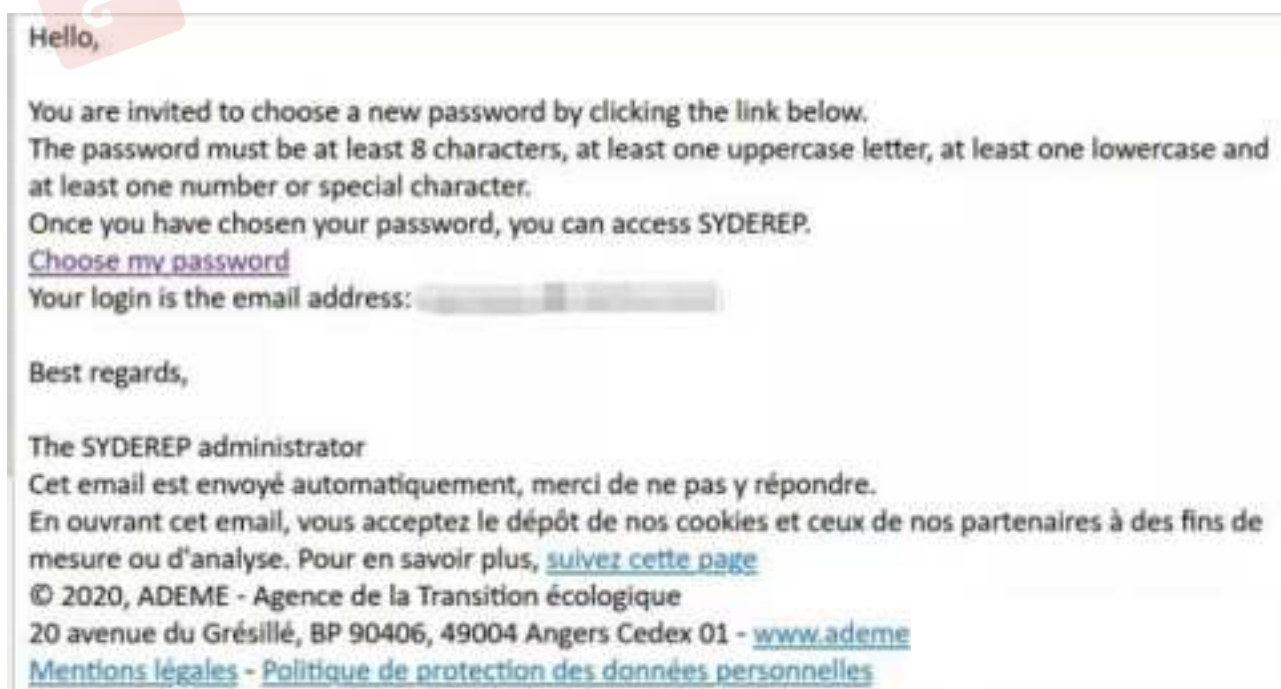 Hello,
You are invited to choose a new password by clicking the link below.
The password must be at least 8 characters, at least one uppercase letter, at least one lowercase and
at least one number or special character.
Once you have chosen your password, you can access SYDEREP.
Choose my password
Your login is the email address:
Best regards,
The SYDEREP administrator
Cet email est envoyé automatiquement, merci de ne pas y répondre.
En ouvrant cet email, vous acceptez le dépôt de nos cookies et ceux de nos partenaires à des fins de
mesure ou d'analyse. Pour en savoir plus, suivez cette page
© 2020, ADEME - Agence de la Transition écologique
20 avenue du Grésillé, BP 90406, 49004 Angers Cedex 01 - www.ademe
Mentions légales - Politique de protection des données personnelles